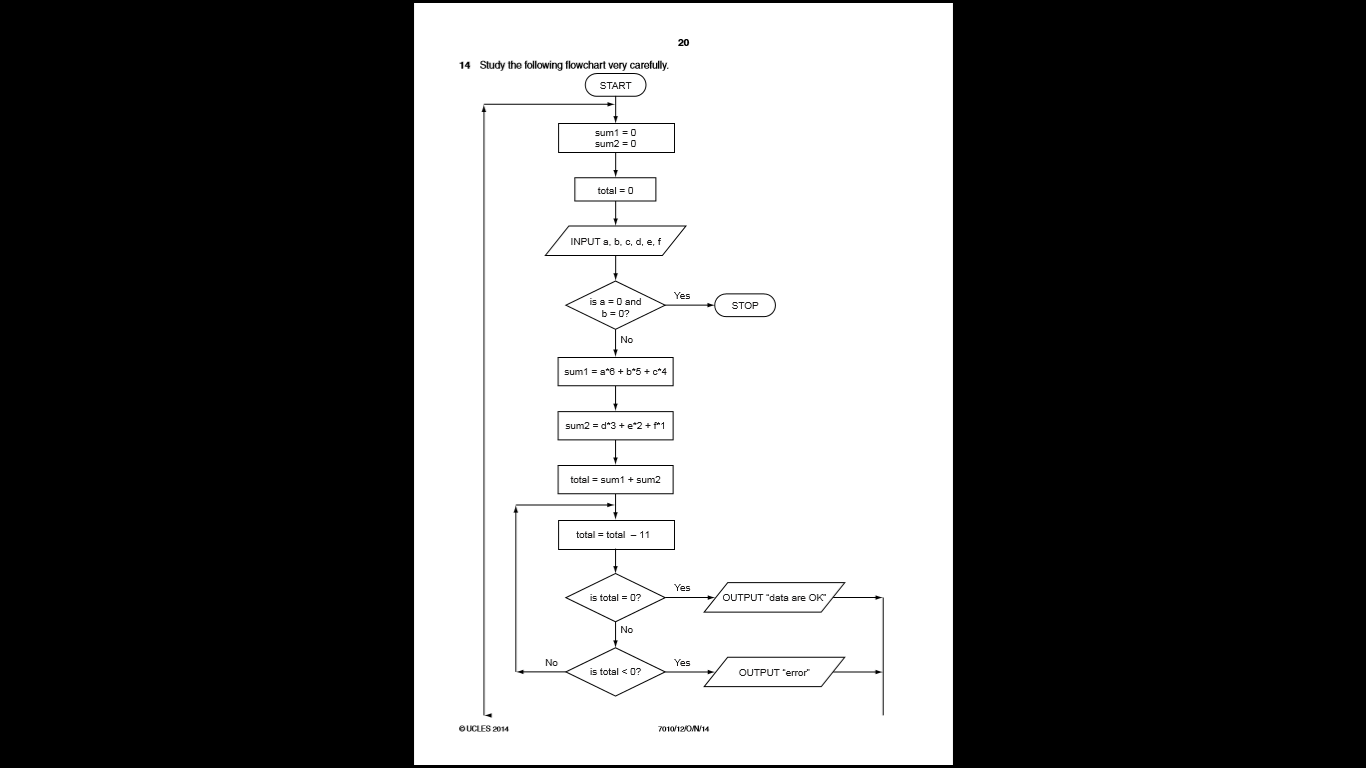 20
14 Study the following flowchart very carefully.
START
sum1 = 0
sum2 = 0
total = 0
INPUT a, b, c, d, e, f
is a = 0 and
b = 0?
Yes
STOP
No
sum1 = a*6 + b*5 + c*4
sum2 = d*3 + e*2 + f*1
total = sum1 + sum2
total = total – 11
is total = 0?
Yes
OUTPUT “data are OK”
No
is total < 0?
No
Yes
OUTPUT “error”
© UCLES 2014
7010/12/O/N/14